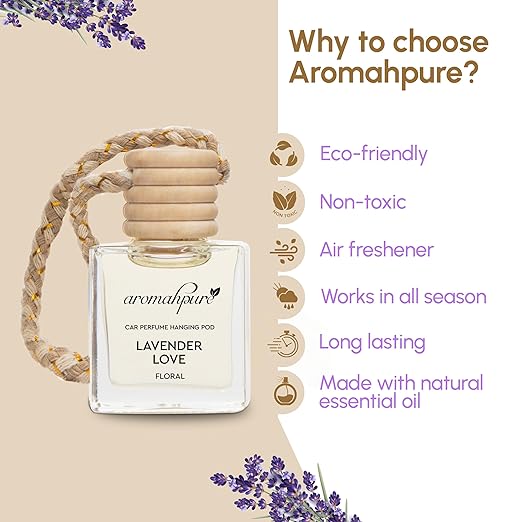 Why to choose
Aromahpure?
aromahpure
CAR PERFUME HANGING POD
LAVENDER
LOVE
FLORAL
Eco-friendly
NON TOXIC
Non-toxic
Air freshener
Works in all season
Long lasting
Made with natural
essential oil